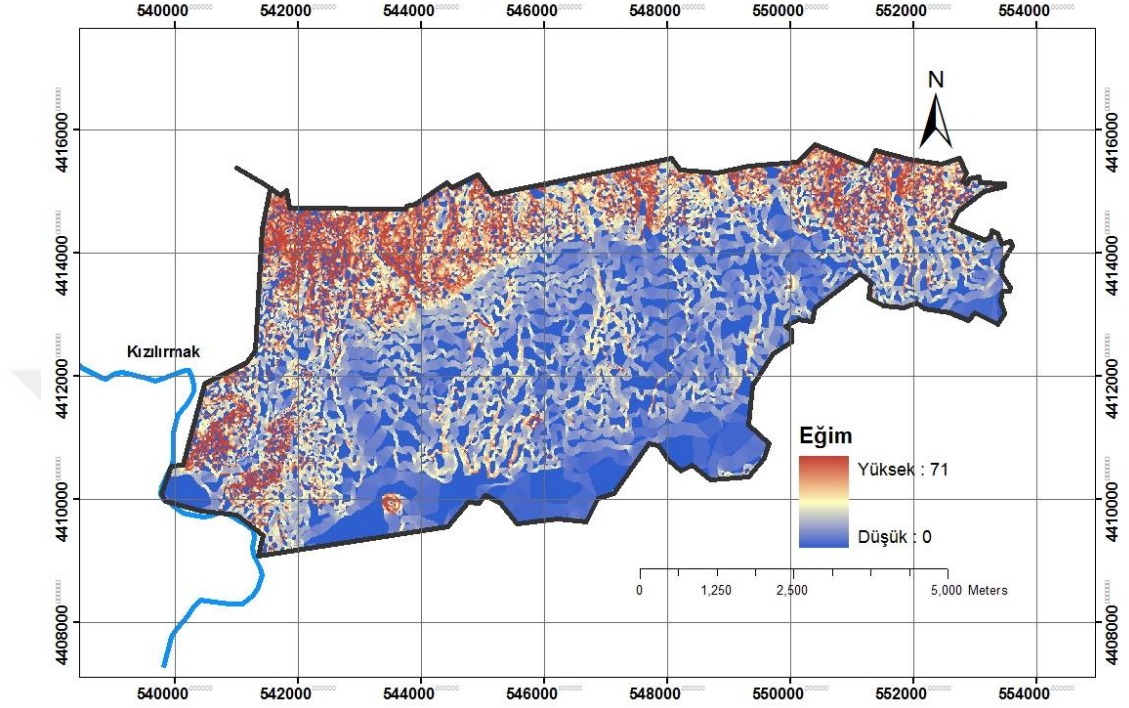 540000 542000 544000 546000 548000 550000 552000 554000
N
4416000 4416000
4414000 4414000
Kızılırmak
4412000 4412000
Eğim
Yüksek : 71
4410000 4410000
Düşük : 0
0 1,250 2,500 5,000 Meters
4408000 4408000
540000 542000 544000 546000 548000 550000 552000 554000